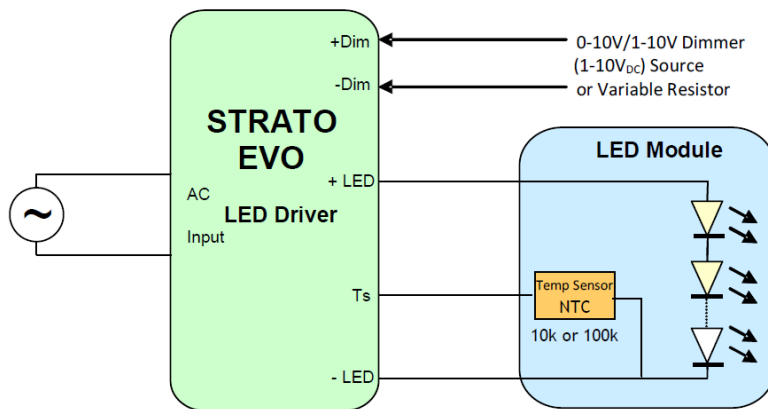 +Dim
-Dim
0-10V/1-10V Dimmer
(1-10VDC) Source
or Variable Resistor
STRATO
EVO
LED Driver
AC
Input
~
+ LED
Ts
- LED
LED Module
Temp Sensor
NTC
10k or 100k